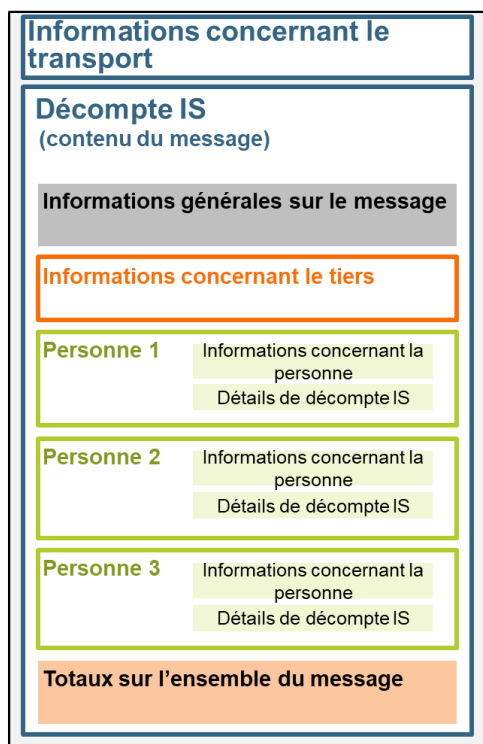 Informations concernant le
transport
Décompte IS
(contenu du message)
Informations générales sur le message
Informations concernant le tiers
Personne 1
Informations concernant la
personne
Détails de décompte IS
Personne 2
Informations concernant la
personne
Détails de décompte IS
Personne 3
Informations concernant la
personne
Détails de décompte IS
Totaux sur l'ensemble du message